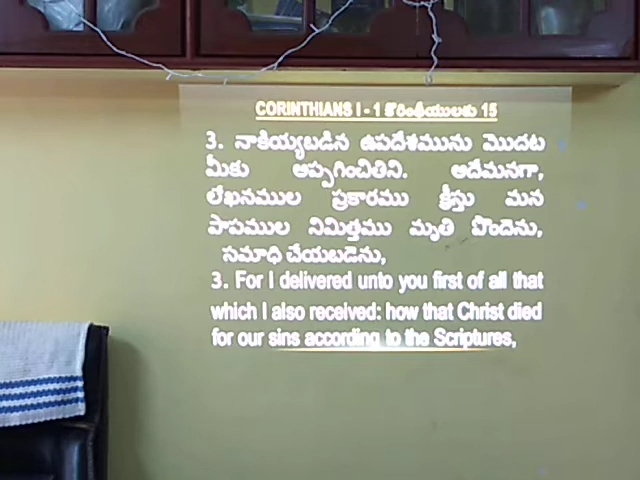 CORINTHIANS I - 1 కొరింథీయులకు 15
3. నాకియ్యబడిన ఉపదేశమును మొదట
మీకు అప్పగించితిని. అదేమనగా,
లేఖనముల ప్రకారము క్రీస్తు మన
పాపముల నిమిత్తము మృతి పొందెను,
సమాధి చేయబడెను,
3. For I delivered unto you first of all that
which I also received: how that Christ died
for our sins according to the Scriptures,